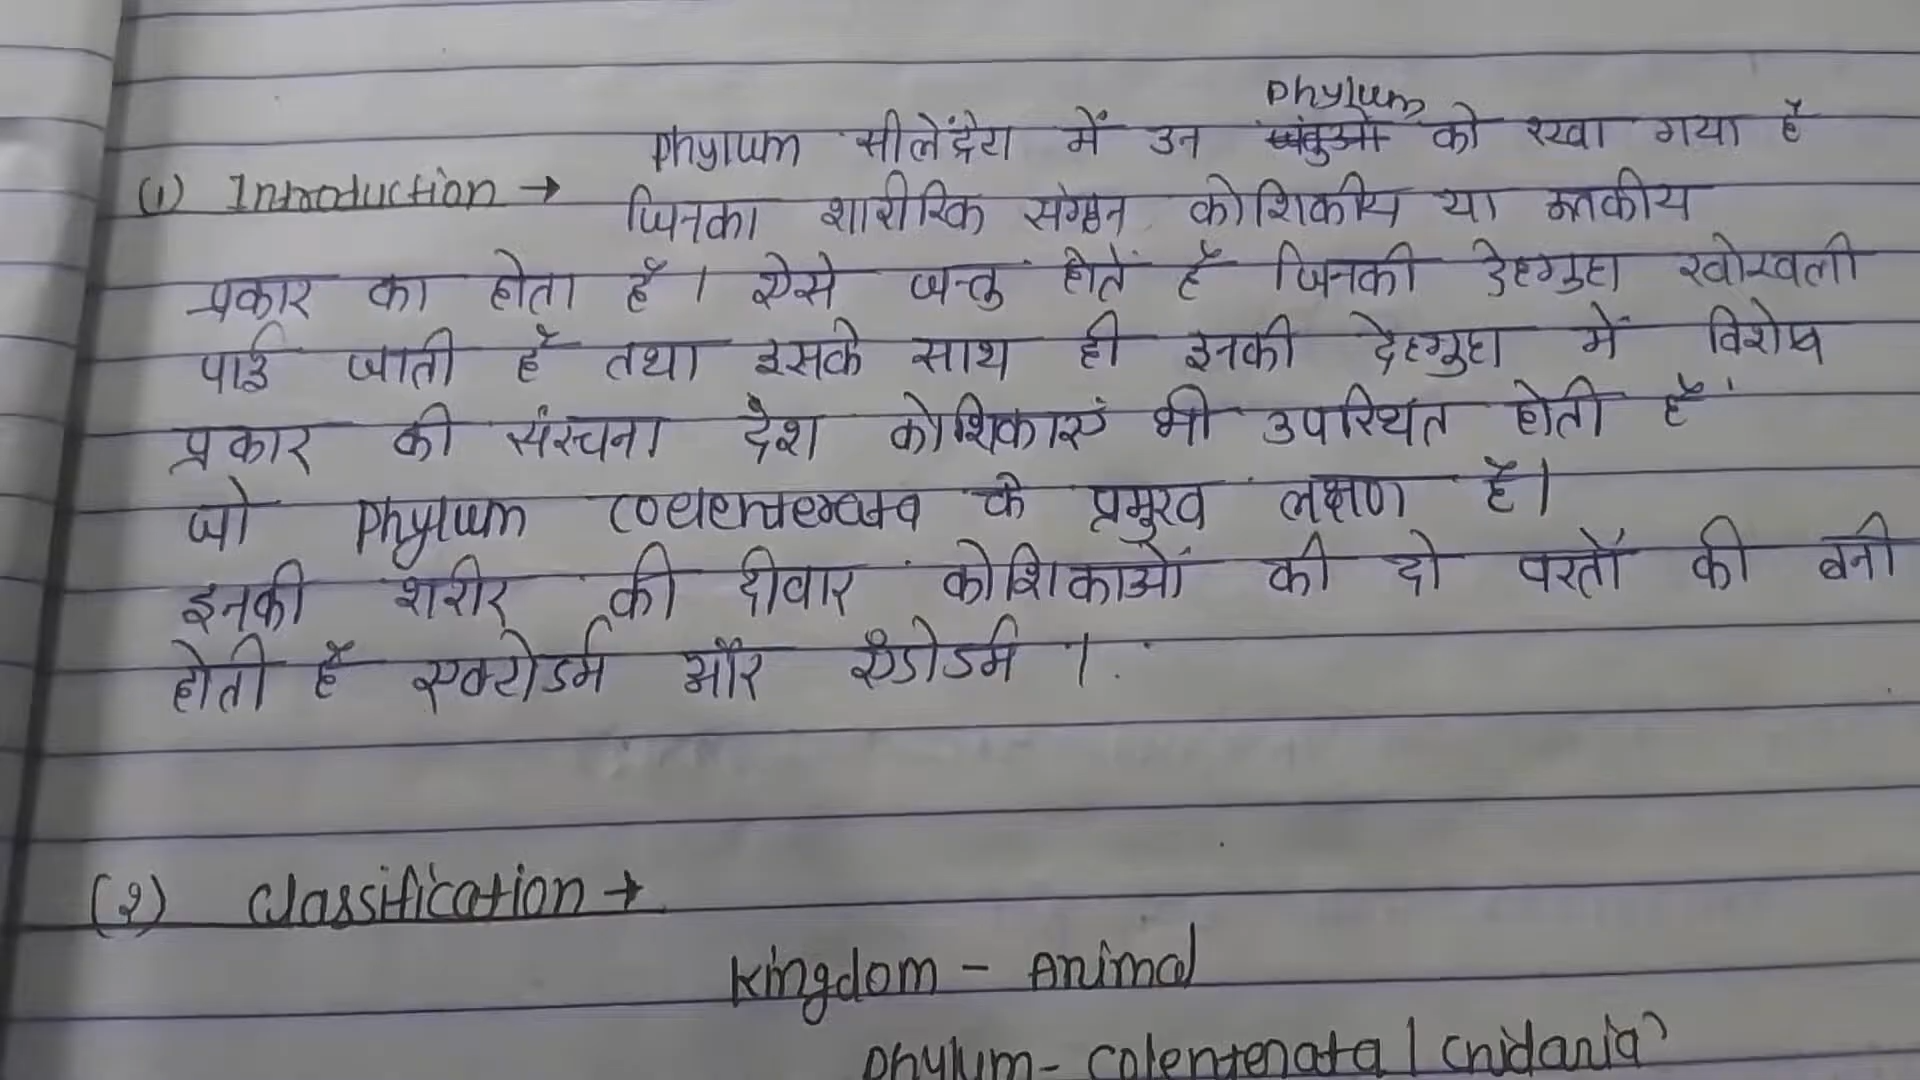 phylum
phylum सीलेंद्रेटा में उन जंतुओ को रखा गया है
(1) Introduction → जिनका शारीरिक संगठन कोशिकीय या ऊतकीय
प्रकार का होता है । ऐसे जन्तु होते है जिनकी देहगुहा खोखली
पाई जाती है तथा इसके साथ ही इनकी देहगुहा में विशेष
प्रकार की संरचना दंश कोशिकाएं भी उपस्थित होती है
जो phylum coelenterata के प्रमुख लक्षण है ।
इनकी शरीर की दीवार कोशिकाओं की दो परतों की बनी
होती है एक्टोडर्म और एंडोडर्म ।
(2) Classification →
Kingdom - Animal
phylum - Colentenata / Cnidaria